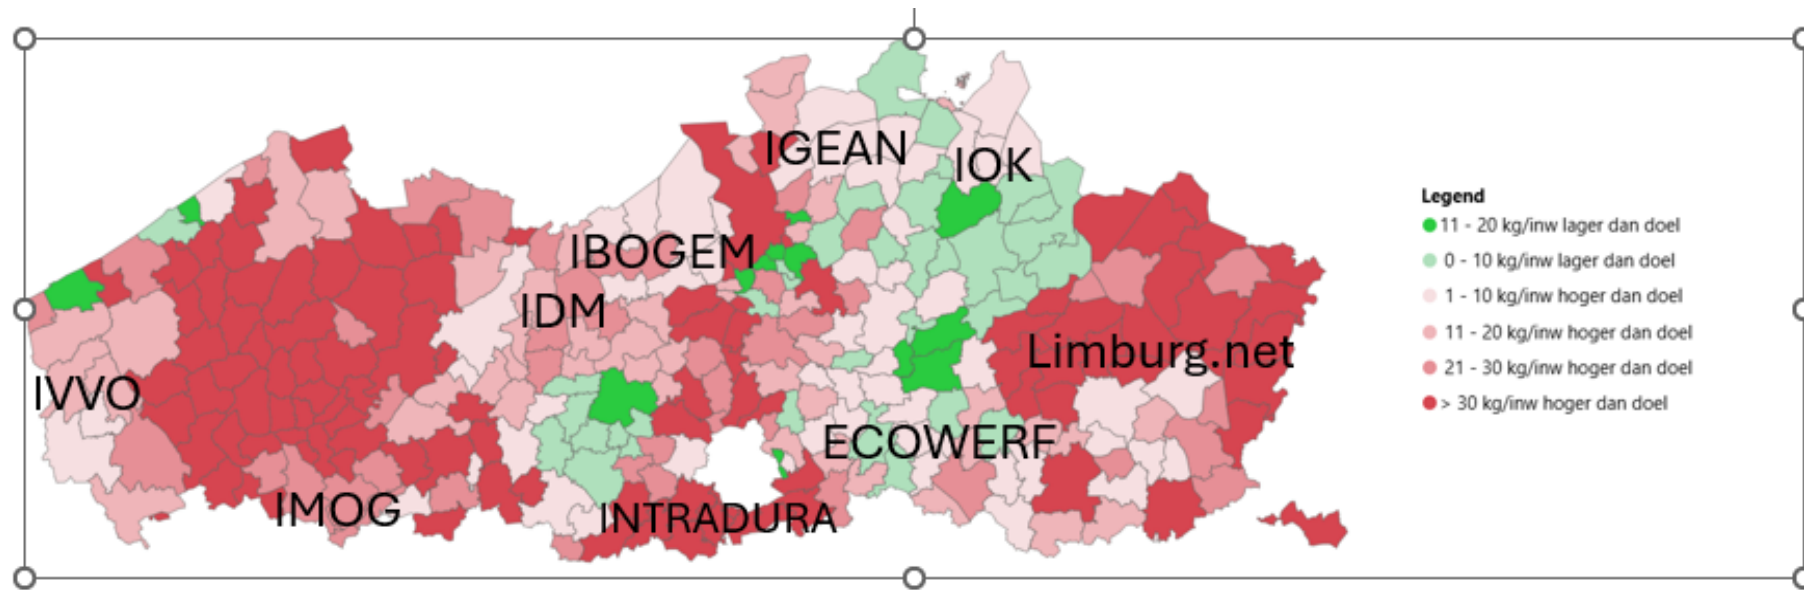 IGEAN
IOK
IBOGEM
IDM
Limburg.net
IVVO
ECOWERF
IMOG
INTRADURA
Legend
11 - 20 kg/inw lager dan doel
0 - 10 kg/inw lager dan doel
1 - 10 kg/inw hoger dan doel
11 - 20 kg/inw hoger dan doel
21 - 30 kg/inw hoger dan doel
> 30 kg/inw hoger dan doel